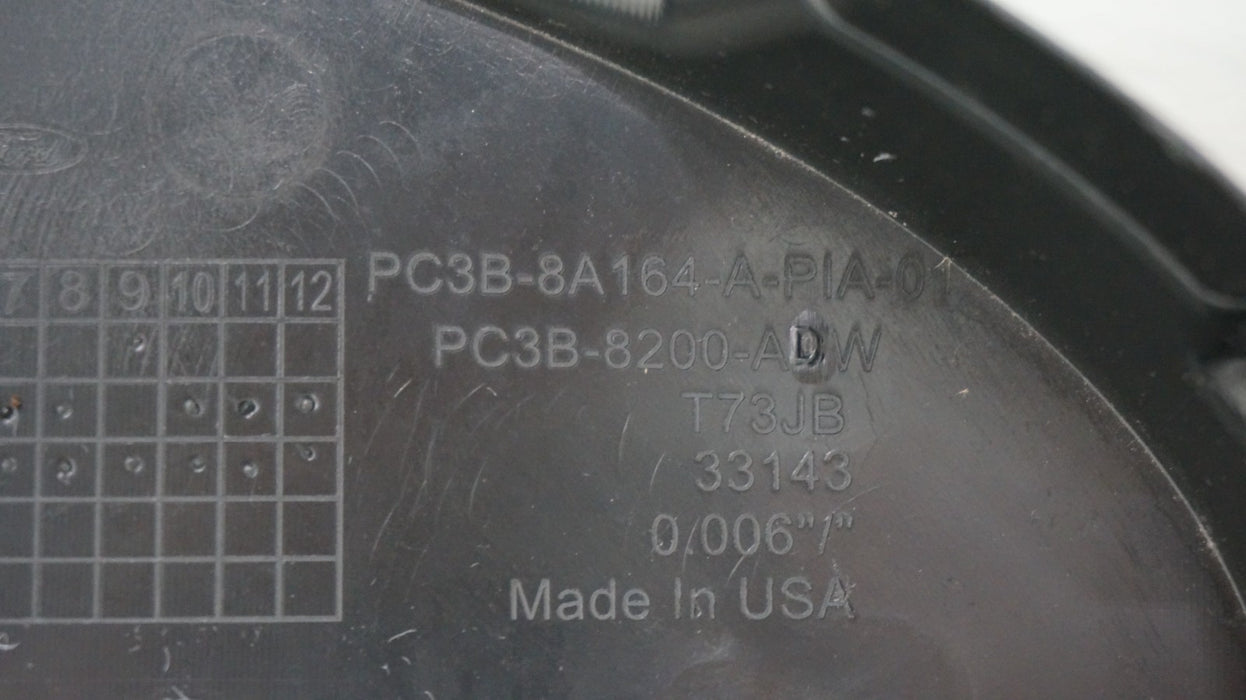 Ford
7 8 9 10 11 12
PC3B-8A164-A-PIA-01
PC3B-8200-ADW
T73JB
33143
0.006"/"
Made In USA